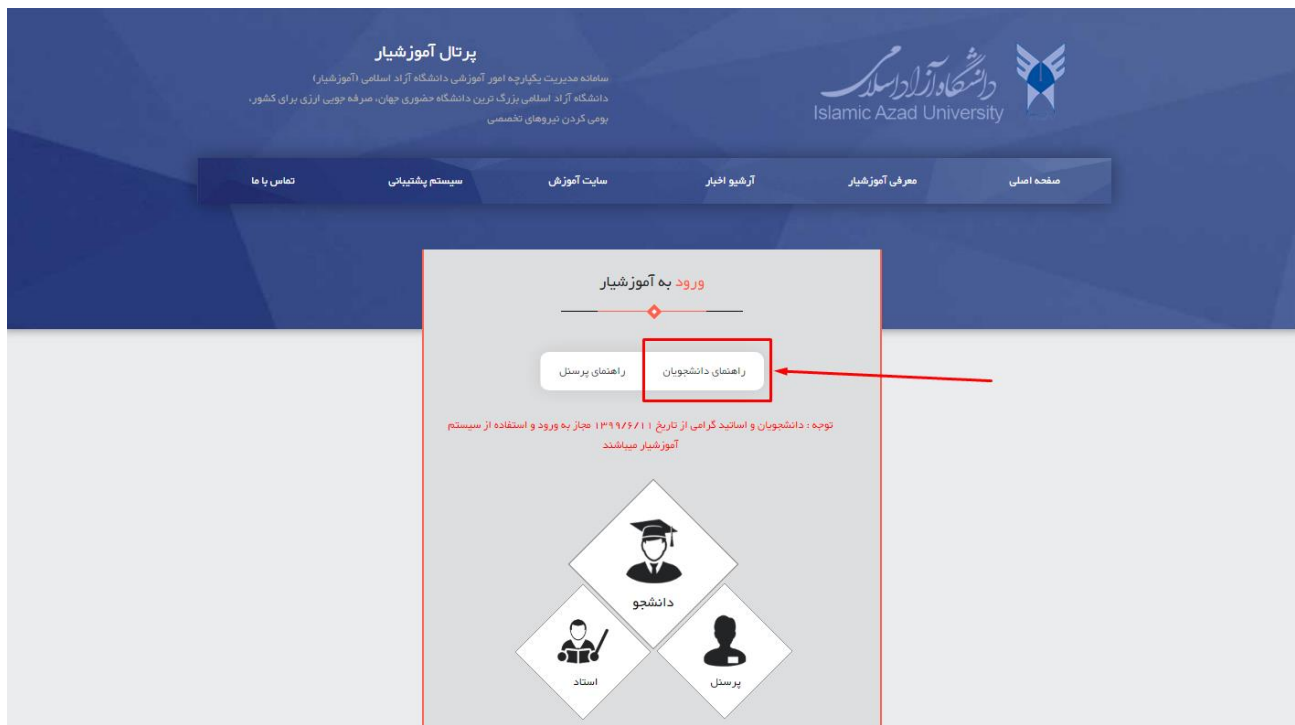 پرتال آموزشیار
سامانه مدیریت یکپارچه امور آموزشی دانشگاه آزاد اسلامی (آموزشیار)
دانشگاه آزاد اسلامی بزرگ ترین دانشگاه حضوری جهان، صرفه جویی ارزی برای کشور،
بومی کردن نیروهای تخصصی
دانشگاه آزاد اسلامی
Islamic Azad University
صفحه اصلی
معرفی آموزشیار
آرشیو اخبار
سایت آموزش
سیستم پشتیبانی
تماس با ما
ورود به آموزشیار
راهنمای دانشجویان
راهنمای پرسنل
توجه : دانشجویان و اساتید گرامی از تاریخ ۱۳۹۹/۶/۱۱ مجاز به ورود و استفاده از سیستم
آموزشیار میباشند
دانشجو
پرسنل
استاد